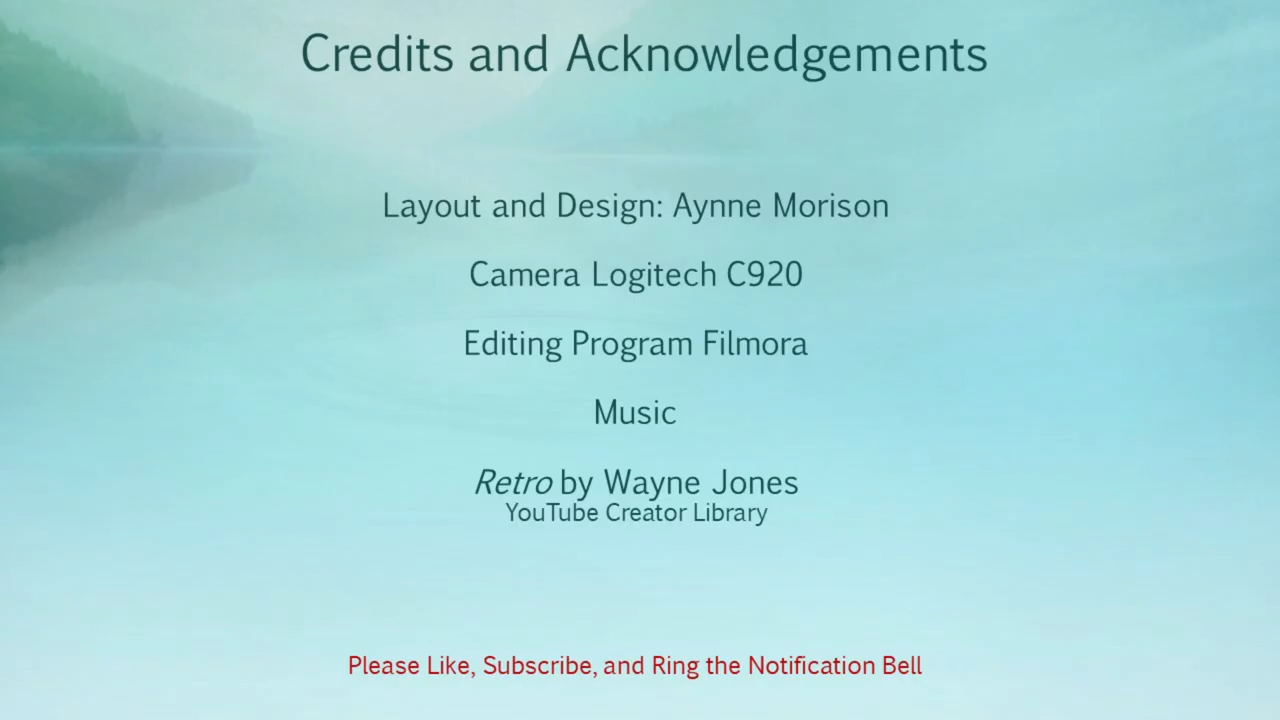 Credits and Acknowledgements
Layout and Design: Aynne Morison
Camera Logitech C920
Editing Program Filmora
Music
Retro by Wayne Jones
YouTube Creator Library
Please Like, Subscribe, and Ring the Notification Bell